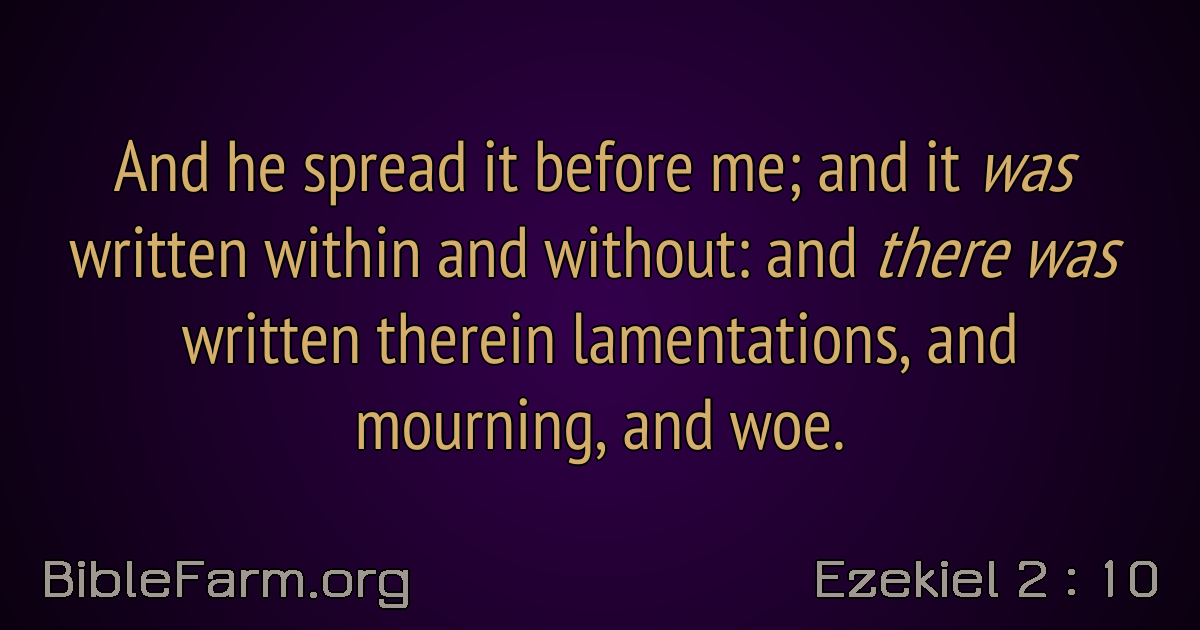 And he spread it before me; and it was
written within and without: and there was
written therein lamentations, and
mourning, and woe.
BibleFarm.org
Ezekiel 2 : 10